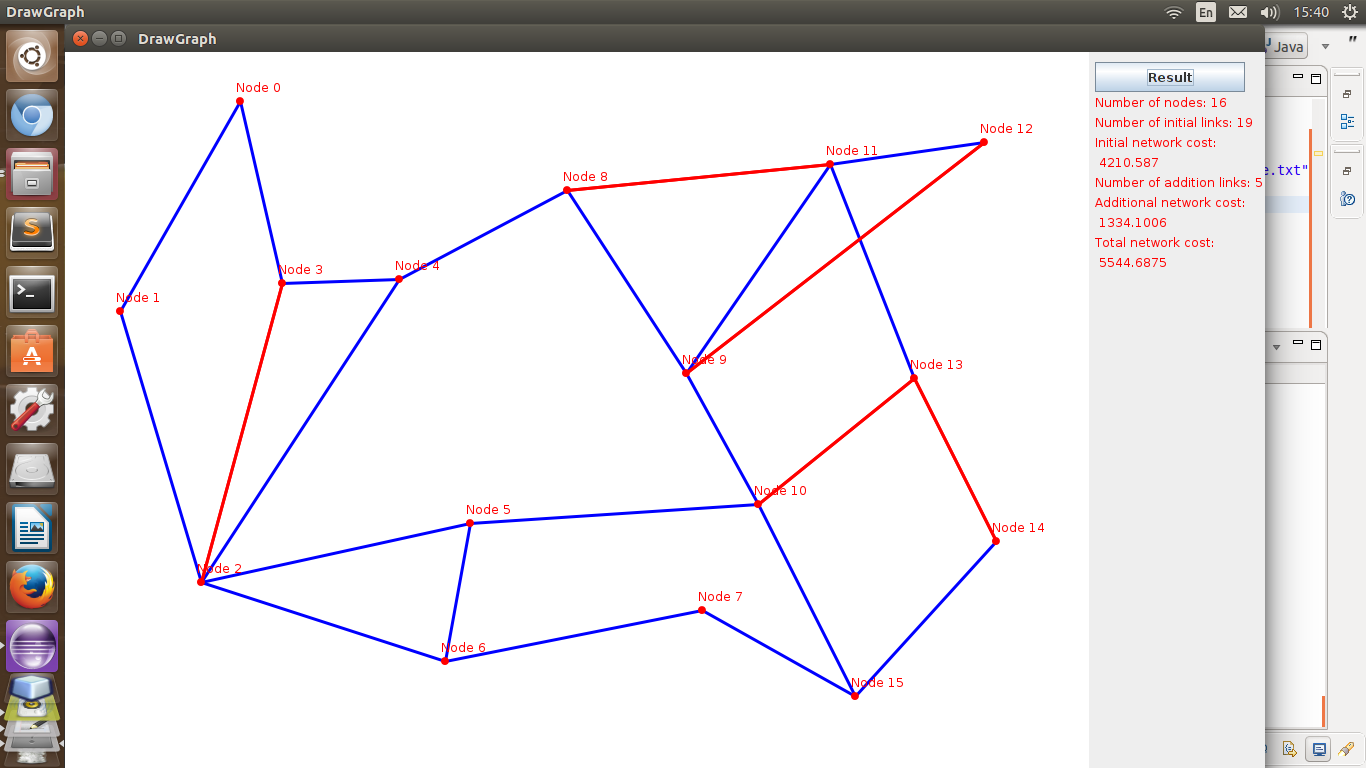 DrawGraph
En
15:40
DrawGraph
Java
Result
Number of nodes: 16
Number of initial links: 19
Initial network cost:
4210.587
Number of addition links: 5
Additional network cost:
1334.1006
Total network cost:
5544.6875
e.txt"
Node 0
Node 12
Node 11
Node 8
Node 4
Node 3
Node 1
Node 9
Node 13
Node 10
Node 5
Node 14
Node 2
Node 7
Node 6
Node 15